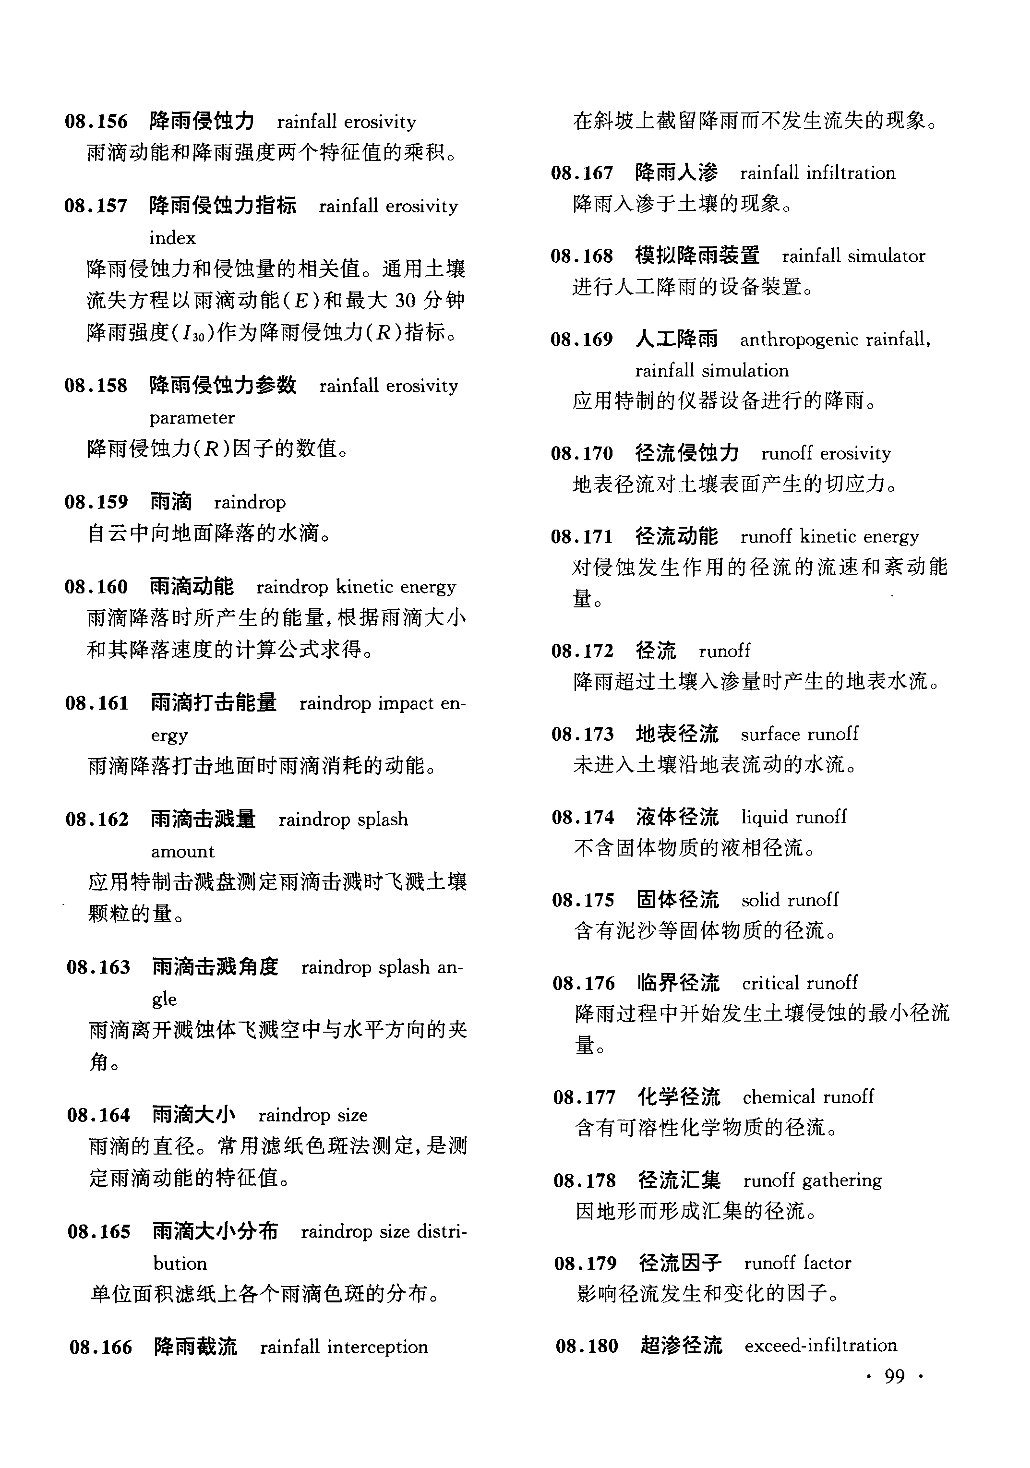 08.156 降雨侵蚀力 rainfall erosivity
雨滴动能和降雨强度两个特征值的乘积。
08.157 降雨侵蚀力指标 rainfall erosivity
index
降雨侵蚀力和侵蚀量的相关值。通用土壤
流失方程以雨滴动能(E)和最大 30 分钟
降雨强度(I₃₀)作为降雨侵蚀力(R)指标。
08.158 降雨侵蚀力参数 rainfall erosivity
parameter
降雨侵蚀力(R)因子的数值。
08.159 雨滴 raindrop
自云中向地面降落的水滴。
08.160 雨滴动能 raindrop kinetic energy
雨滴降落时所产生的能量,根据雨滴大小
和其降落速度的计算公式求得。
08.161 雨滴打击能量 raindrop impact en-
ergy
雨滴降落打击地面时雨滴消耗的动能。
08.162 雨滴击溅量 raindrop splash
amount
应用特制击溅盘测定雨滴击溅时飞溅土壤
颗粒的量。
08.163 雨滴击溅角度 raindrop splash an-
gle
雨滴离开溅蚀体飞溅空中与水平方向的夹
角。
08.164 雨滴大小 raindrop size
雨滴的直径。常用滤纸色斑法测定,是测
定雨滴动能的特征值。
08.165 雨滴大小分布 raindrop size distri-
bution
单位面积滤纸上各个雨滴色斑的分布。
08.166 降雨截流 rainfall interception
在斜坡上截留降雨而不发生流失的现象。
08.167 降雨入渗 rainfall infiltration
降雨入渗于土壤的现象。
08.168 模拟降雨装置 rainfall simulator
进行人工降雨的设备装置。
08.169 人工降雨 anthropogenic rainfall,
rainfall simulation
应用特制的仪器设备进行的降雨。
08.170 径流侵蚀力 runoff erosivity
地表径流对土壤表面产生的切应力。
08.171 径流动能 runoff kinetic energy
对侵蚀发生作用的径流的流速和紊动能
量。
08.172 径流 runoff
降雨超过土壤入渗量时产生的地表水流。
08.173 地表径流 surface runoff
未进入土壤沿地表流动的水流。
08.174 液体径流 liquid runoff
不含固体物质的液相径流。
08.175 固体径流 solid runoff
含有泥沙等固体物质的径流。
08.176 临界径流 critical runoff
降雨过程中开始发生土壤侵蚀的最小径流
量。
08.177 化学径流 chemical runoff
含有可溶性化学物质的径流。
08.178 径流汇集 runoff gathering
因地形而形成汇集的径流。
08.179 径流因子 runoff factor
影响径流发生和变化的因子。
08.180 超渗径流 exceed-infiltration
· 99 ·